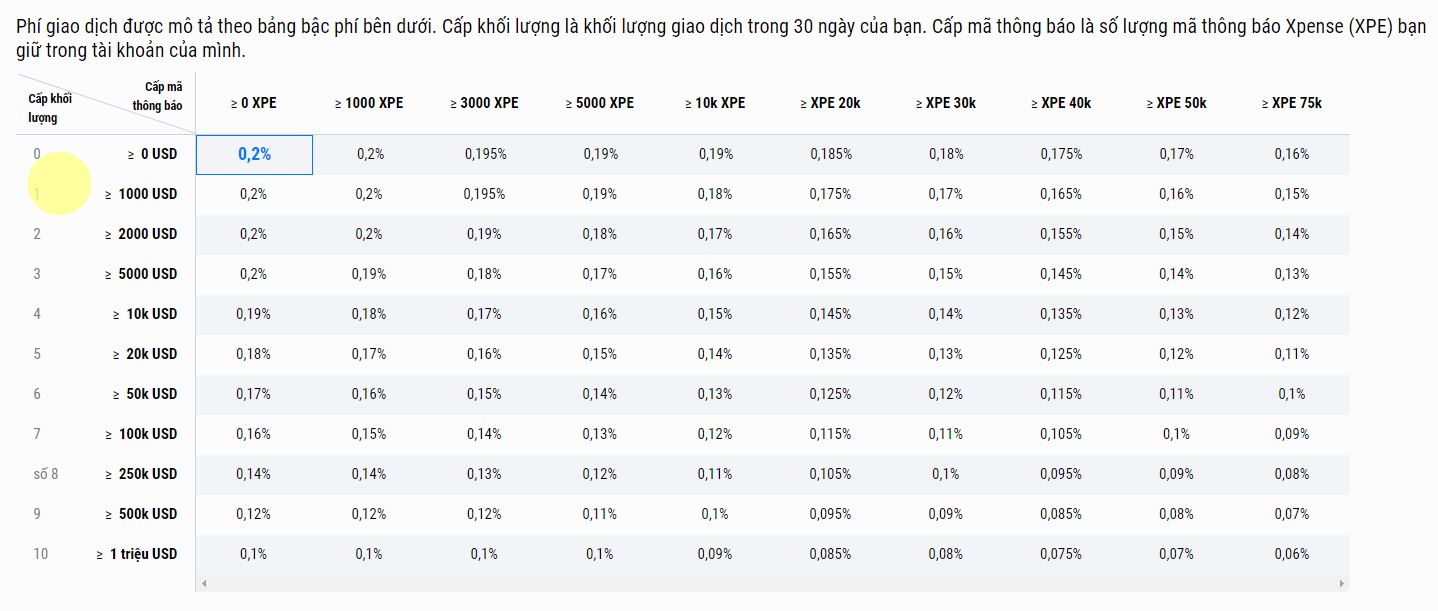 Phí giao dịch được mô tả theo bảng bậc phí bên dưới. Cấp khối lượng là khối lượng giao dịch trong 30 ngày của bạn. Cấp mã thông báo là số lượng mã thông báo Xpense (XPE) bạn
giữ trong tài khoản của mình.
Cấp khối lượng Cấp mã thông báo ≥ 0 XPE ≥ 1000 XPE ≥ 3000 XPE ≥ 5000 XPE ≥ 10k XPE ≥ XPE 20k ≥ XPE 30k ≥ XPE 40k ≥ XPE 50k ≥ XPE 75k
0 ≥ 0 USD 0,2% 0,2% 0,195% 0,19% 0,19% 0,185% 0,18% 0,175% 0,17% 0,16%
1 ≥ 1000 USD 0,2% 0,2% 0,195% 0,19% 0,18% 0,175% 0,17% 0,165% 0,16% 0,15%
2 ≥ 2000 USD 0,2% 0,2% 0,19% 0,18% 0,17% 0,165% 0,16% 0,155% 0,15% 0,14%
3 ≥ 5000 USD 0,2% 0,19% 0,18% 0,17% 0,16% 0,155% 0,15% 0,145% 0,14% 0,13%
4 ≥ 10k USD 0,19% 0,18% 0,17% 0,16% 0,15% 0,145% 0,14% 0,135% 0,13% 0,12%
5 ≥ 20k USD 0,18% 0,17% 0,16% 0,15% 0,14% 0,135% 0,13% 0,125% 0,12% 0,11%
6 ≥ 50k USD 0,17% 0,16% 0,15% 0,14% 0,13% 0,125% 0,12% 0,115% 0,11% 0,1%
7 ≥ 100k USD 0,16% 0,15% 0,14% 0,13% 0,12% 0,115% 0,11% 0,105% 0,1% 0,09%
số 8 ≥ 250k USD 0,14% 0,14% 0,13% 0,12% 0,11% 0,105% 0,1% 0,095% 0,09% 0,08%
9 ≥ 500k USD 0,12% 0,12% 0,12% 0,11% 0,1% 0,095% 0,09% 0,085% 0,08% 0,07%
10 ≥ 1 triệu USD 0,1% 0,1% 0,1% 0,1% 0,09% 0,085% 0,08% 0,075% 0,07% 0,06%